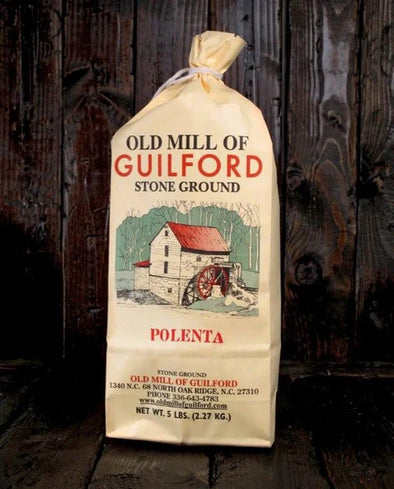 OLD MILL OF
GUILFORD
STONE GROUND
POLENTA
STONE GROUND
OLD MILL OF GUILFORD
1340 N.C. 68 NORTH OAK RIDGE, N.C. 27310
PHONE 336-643-4783
www.oldmillofguilford.com
NET WT. 5 LBS. (2.27 KG.)